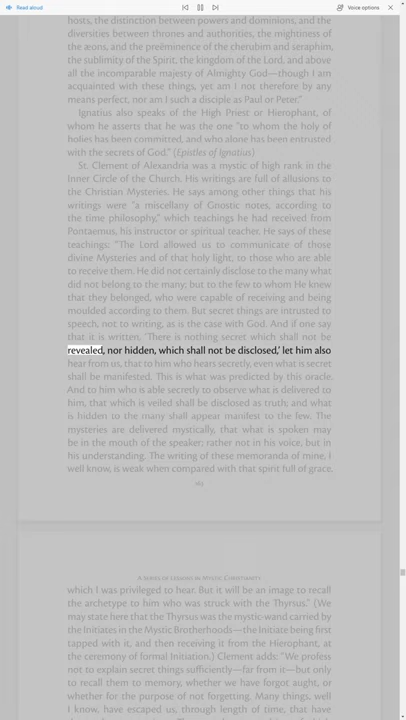 Read aloud
Voice options
hosts, the distinction between powers and dominions, and the
diversities between thrones and authorities, the mightiness of
the æons, and the preëminence of the cherubim and seraphim,
the sublimity of the Spirit, the kingdom of the Lord, and above
all the incomparable majesty of Almighty God—though I am
acquainted with these things, yet am I not therefore by any
means perfect, nor am I such a disciple as Paul or Peter.”
Ignatius also speaks of the High Priest or Hierophant, of
whom he asserts that he was the one “to whom the holy of
holies has been committed, and who alone has been entrusted
with the secrets of God.” (Epistles of Ignatius)
St. Clement of Alexandria was a mystic of high rank in the
Inner Circle of the Church. His writings are full of allusions to
the Christian Mysteries. He says among other things that his
writings were “a miscellany of Gnostic notes, according to
the time philosophy,” which teachings he had received from
Pontaemus, his instructor or spiritual teacher. He says of these
teachings: “The Lord allowed us to communicate of those
divine Mysteries and of that holy light, to those who are able
to receive them. He did not certainly disclose to the many what
did not belong to the many; but to the few to whom He knew
that they belonged, who were capable of receiving and being
moulded according to them. But secret things are intrusted to
speech, not to writing, as is the case with God. And if one say
that it is written, ‘There is nothing secret which shall not be
revealed, nor hidden, which shall not be disclosed,’ let him also
hear from us, that to him who hears secretly, even what is secret
shall be manifested. This is what was predicted by this oracle.
And to him who is able secretly to observe what is delivered to
him, that which is veiled shall be disclosed as truth; and what
is hidden to the many shall appear manifest to the few. The
mysteries are delivered mystically, that what is spoken may
be in the mouth of the speaker; rather not in his voice, but in
his understanding. The writing of these memoranda of mine, I
well know, is weak when compared with that spirit full of grace,
A Series of Lessons in Mystic Christianity
which I was privileged to hear. But it will be an image to recall
the archetype to him who was struck with the Thyrsus.” (We
may state here that the Thyrsus was the mystic-wand carried by
the Initiates in the Mystic Brotherhoods—the Initiate being first
tapped with it, and then receiving it from the Hierophant, at
the ceremony of formal Initiation.) Clement adds: “We profess
not to explain secret things sufficiently—far from it—but only
to recall them to memory, whether we have forgot aught, or
whether for the purpose of not forgetting. Many things, well
I know, have escaped us, through length of time, that have